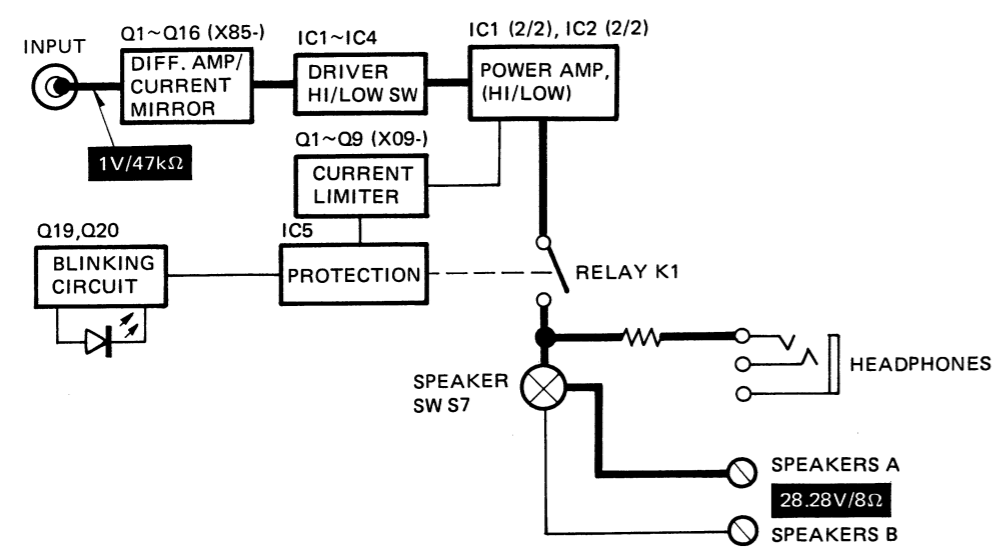 INPUT
Q1~Q16 (X85-)
DIFF. AMP/
CURRENT
MIRROR
IC1~IC4
DRIVER
HI/LOW SW
IC1 (2/2), IC2 (2/2)
POWER AMP,
(HI/LOW)
1V/47kΩ
Q1~Q9 (X09-)
CURRENT
LIMITER
Q19,Q20
BLINKING
CIRCUIT
IC5
PROTECTION
RELAY K1
HEADPHONES
SPEAKER
SW S7
SPEAKERS A
28.28V/8Ω
SPEAKERS B